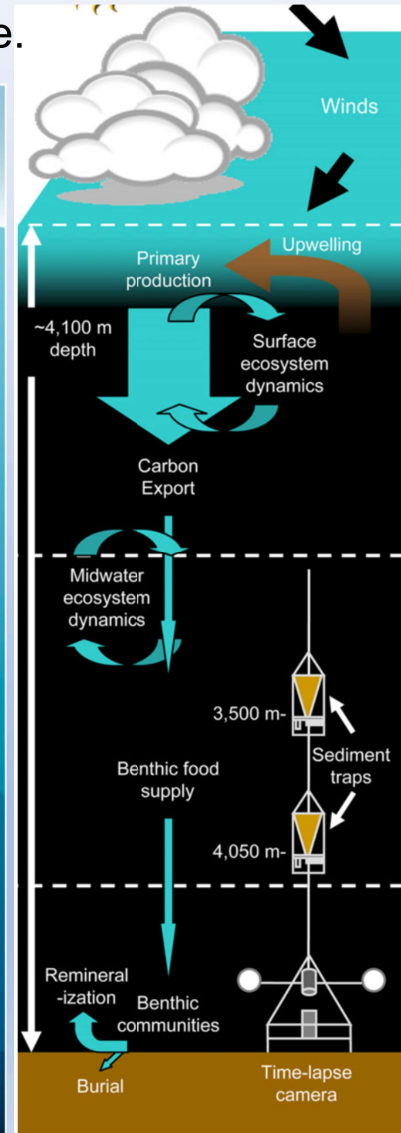 e.
Winds
Upwelling
Primary
production
~4,100 m
depth
Surface
ecosystem
dynamics
Carbon
Export
Midwater
ecosystem
dynamics
3,500 m-
Sediment
traps
Benthic food
supply
4,050 m-
Remineral
-ization
Benthic
communities
Burial
Time-lapse
camera